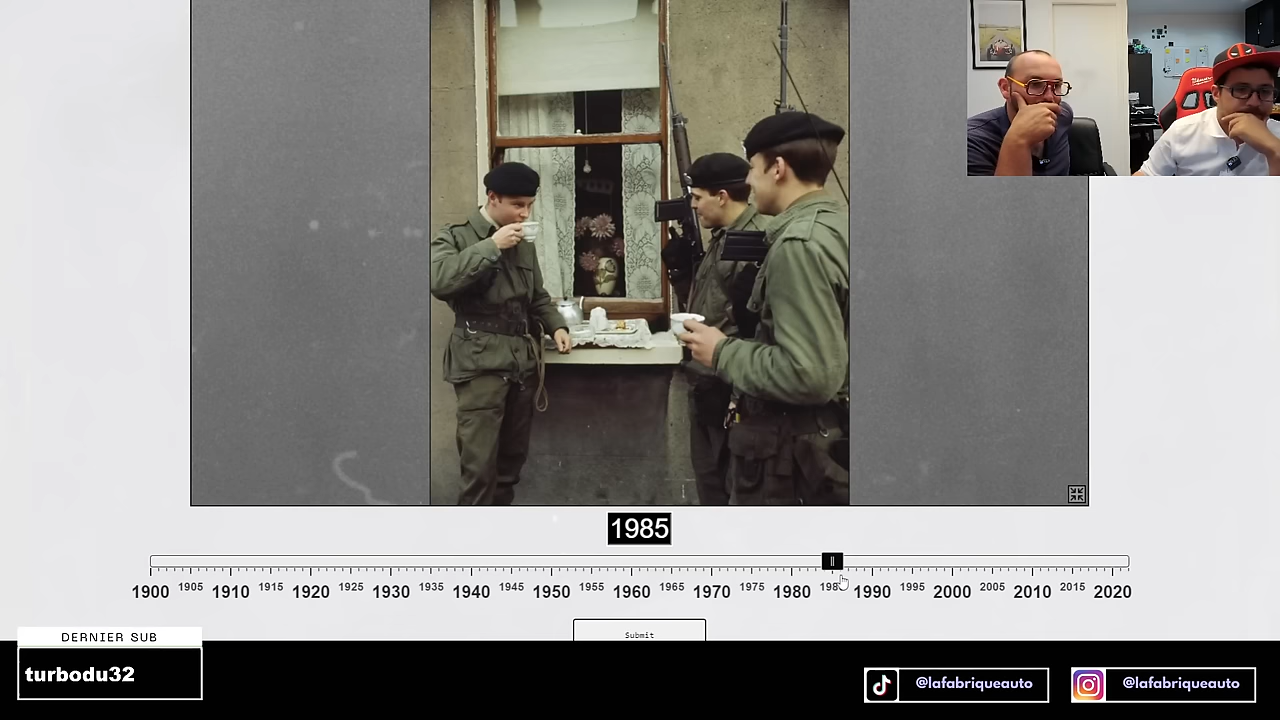 1985
1900 1905 1910 1915 1920 1925 1930 1935 1940 1945 1950 1955 1960 1965 1970 1975 1980 1990 1995 2000 2005 2010 2015 2020
Submit
DERNIER SUB
turbodu32
@lafabriqueauto
@lafabriqueauto